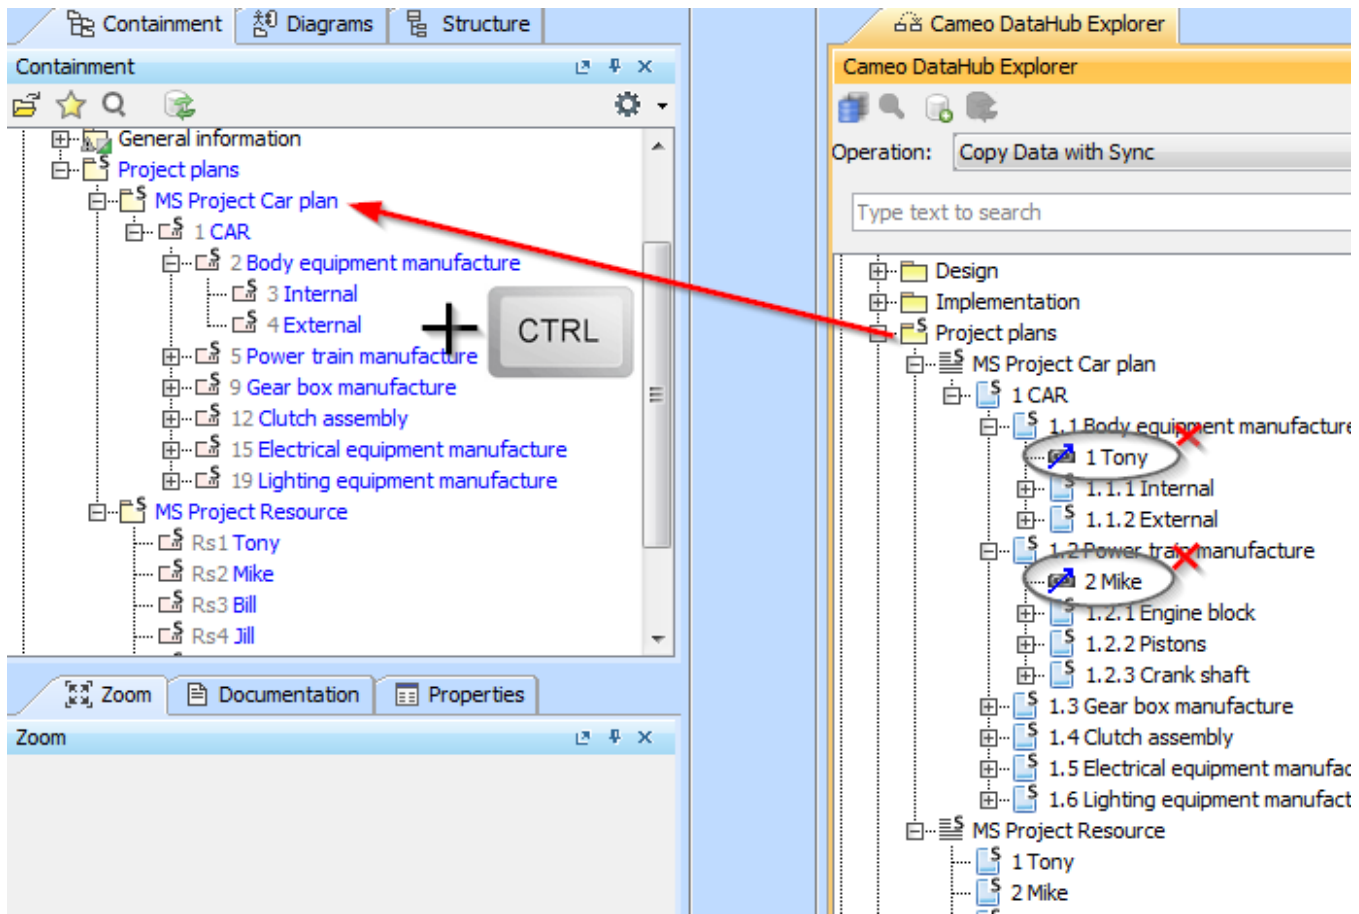 Containment
Diagrams
Structure
Containment
General information
Project plans
MS Project Car plan
1 CAR
2 Body equipment manufacture
3 Internal
4 External
5 Power train manufacture
9 Gear box manufacture
12 Clutch assembly
15 Electrical equipment manufacture
19 Lighting equipment manufacture
MS Project Resource
Rs1 Tony
Rs2 Mike
Rs3 Bill
Rs4 Jill
CTRL
Zoom
Documentation
Properties
Zoom
Cameo DataHub Explorer
Cameo DataHub Explorer
Operation:
Copy Data with Sync
Type text to search
Design
Implementation
Project plans
MS Project Car plan
1 CAR
1.1 Body equipment manufacture
1 Tony
1.1.1 Internal
1.1.2 External
1.2 Power train manufacture
2 Mike
1.2.1 Engine block
1.2.2 Pistons
1.2.3 Crank shaft
1.3 Gear box manufacture
1.4 Clutch assembly
1.5 Electrical equipment manufac
1.6 Lighting equipment manufact
MS Project Resource
1 Tony
2 Mike